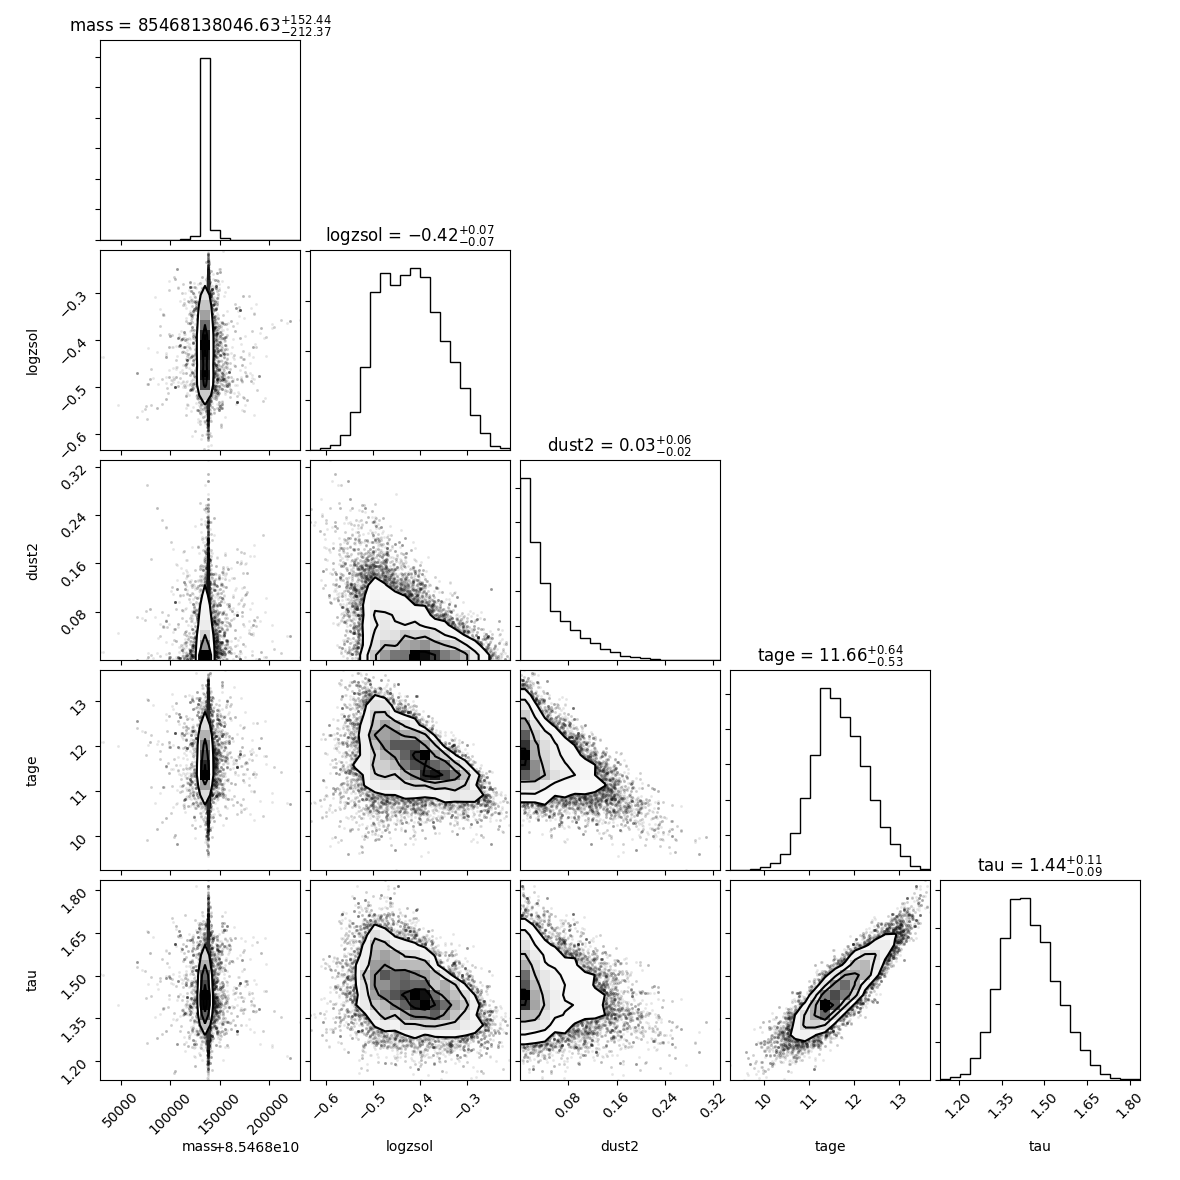 mass = 85468138046.63+152.44 −212.37
logzsol = −0.42+0.07 −0.07
−0.3
−0.4
−0.5
−0.6
logzsol
dust2 = 0.03+0.06 −0.02
0.32
0.24
0.16
0.08
dust2
tage = 11.66+0.64 −0.53
13
12
11
10
tage
tau = 1.44+0.11 −0.09
1.80
1.65
1.50
1.35
1.20
tau
50000 100000 150000 200000 −0.6 −0.5 −0.4 −0.3 0.08 0.16 0.24 0.32 10 11 12 13 1.20 1.35 1.50 1.65 1.80
mass +8.5468e10 logzsol dust2 tage tau